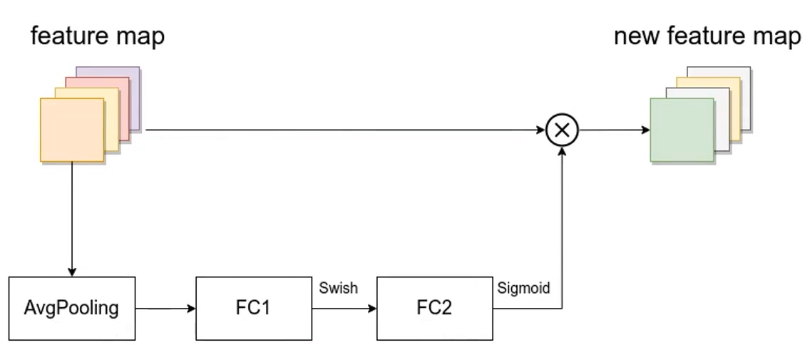 feature map
new feature map
AvgPooling
FC1
Swish
FC2
Sigmoid